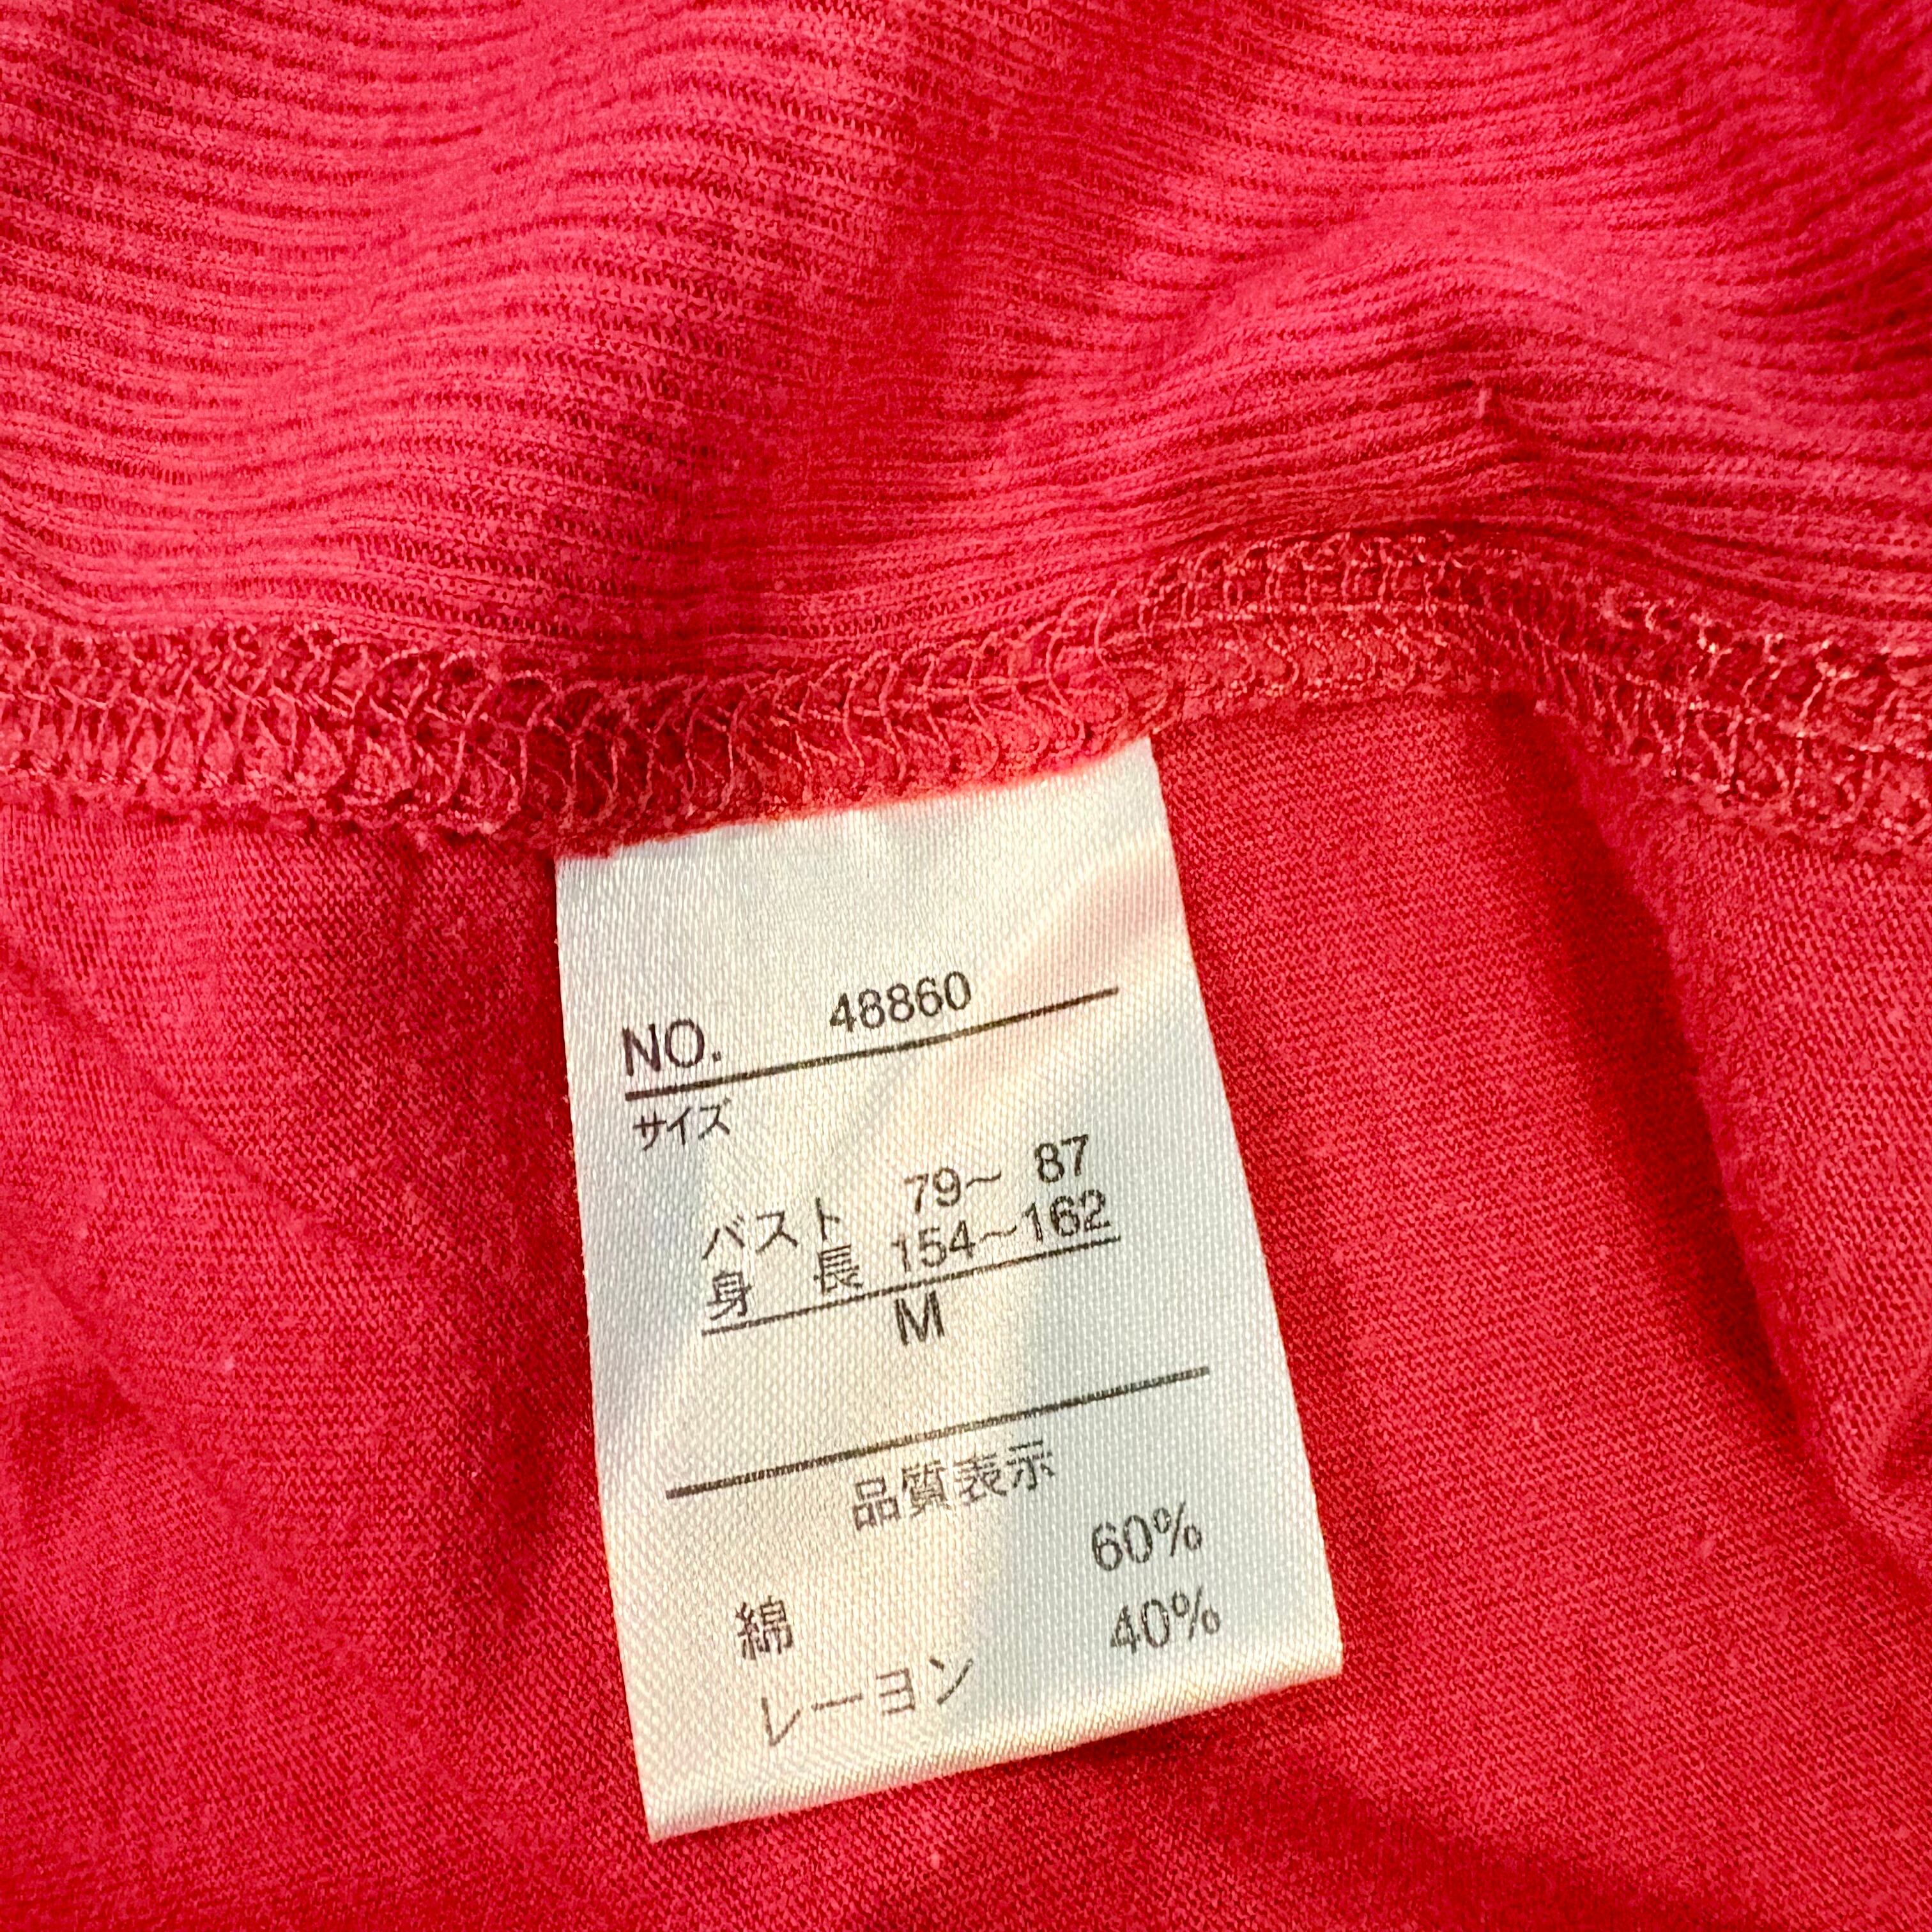 NO. 48860
サイズ
バスト 79～ 87
身 長 154～162
M
品質表示
綿 60%
レーヨン 40%